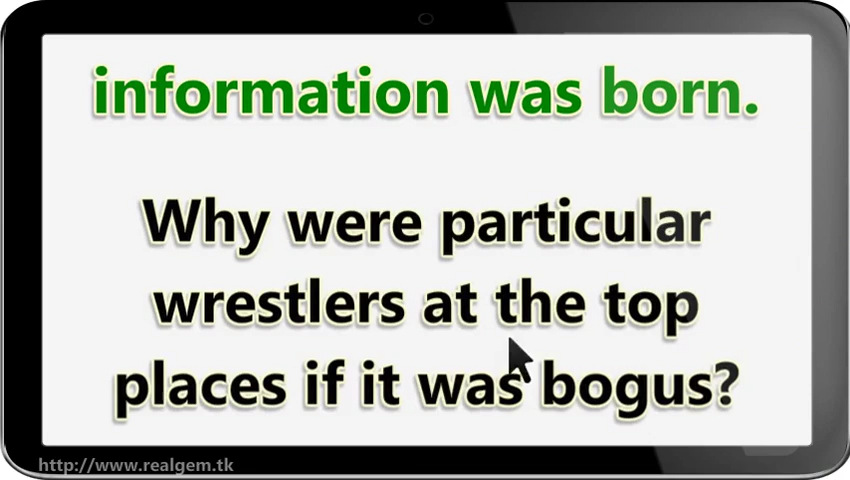 information was born.
Why were particular
wrestlers at the top
places if it was bogus?
http://www.realgem.tk